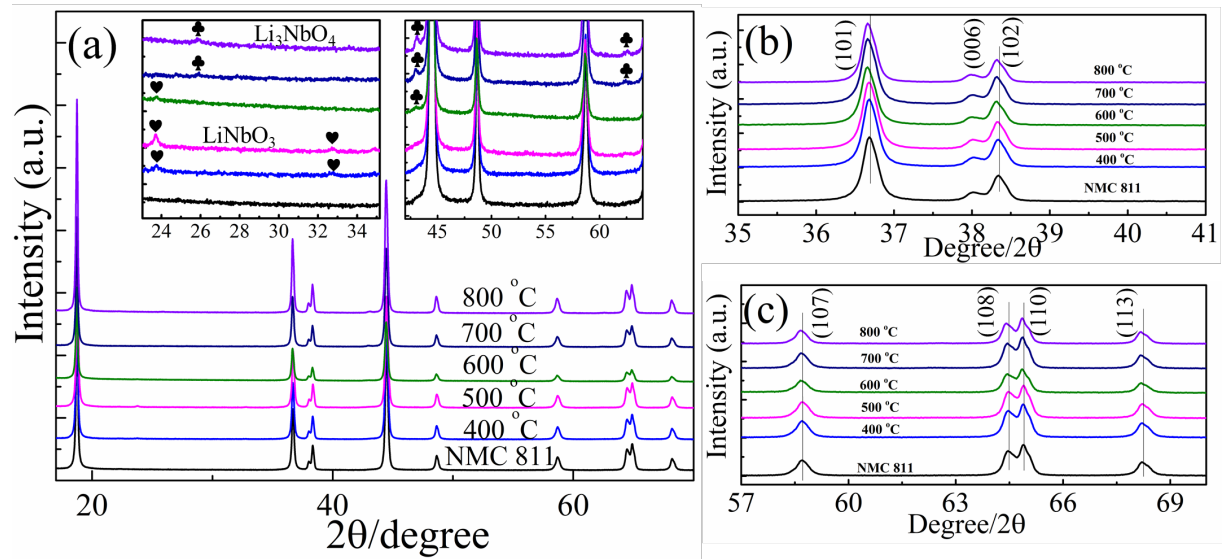 (a)
Li₃NbO₄
♣
♣
♥
♥
LiNbO₃
♥
♥
♥
24 26 28 30 32 34
♣ ♣
♣ ♣
♣
45 50 55 60
Intensity (a.u.)
800 °C
700 °C
600 °C
500 °C
400 °C
NMC 811
20 40 60
2θ/degree
(b)
(101)
(006)
(102)
800 °C
700 °C
600 °C
500 °C
400 °C
NMC 811
Intensity (a.u.)
35 36 37 38 39 40 41
Degree/2θ
(c)
(107)
(108)
(110)
(113)
800 °C
700 °C
600 °C
500 °C
400 °C
NMC 811
Intensity (a.u.)
57 60 63 66 69
Degree/2θ